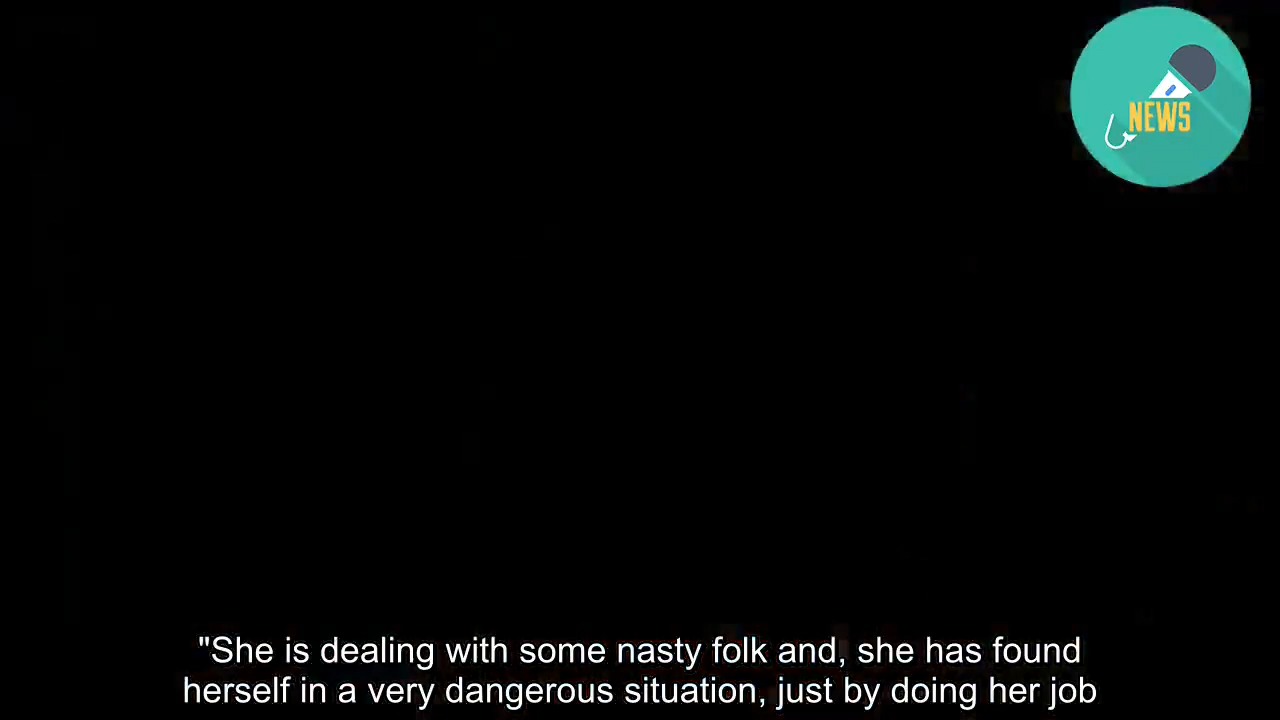 NEWS
"She is dealing with some nasty folk and, she has found
herself in a very dangerous situation, just by doing her job